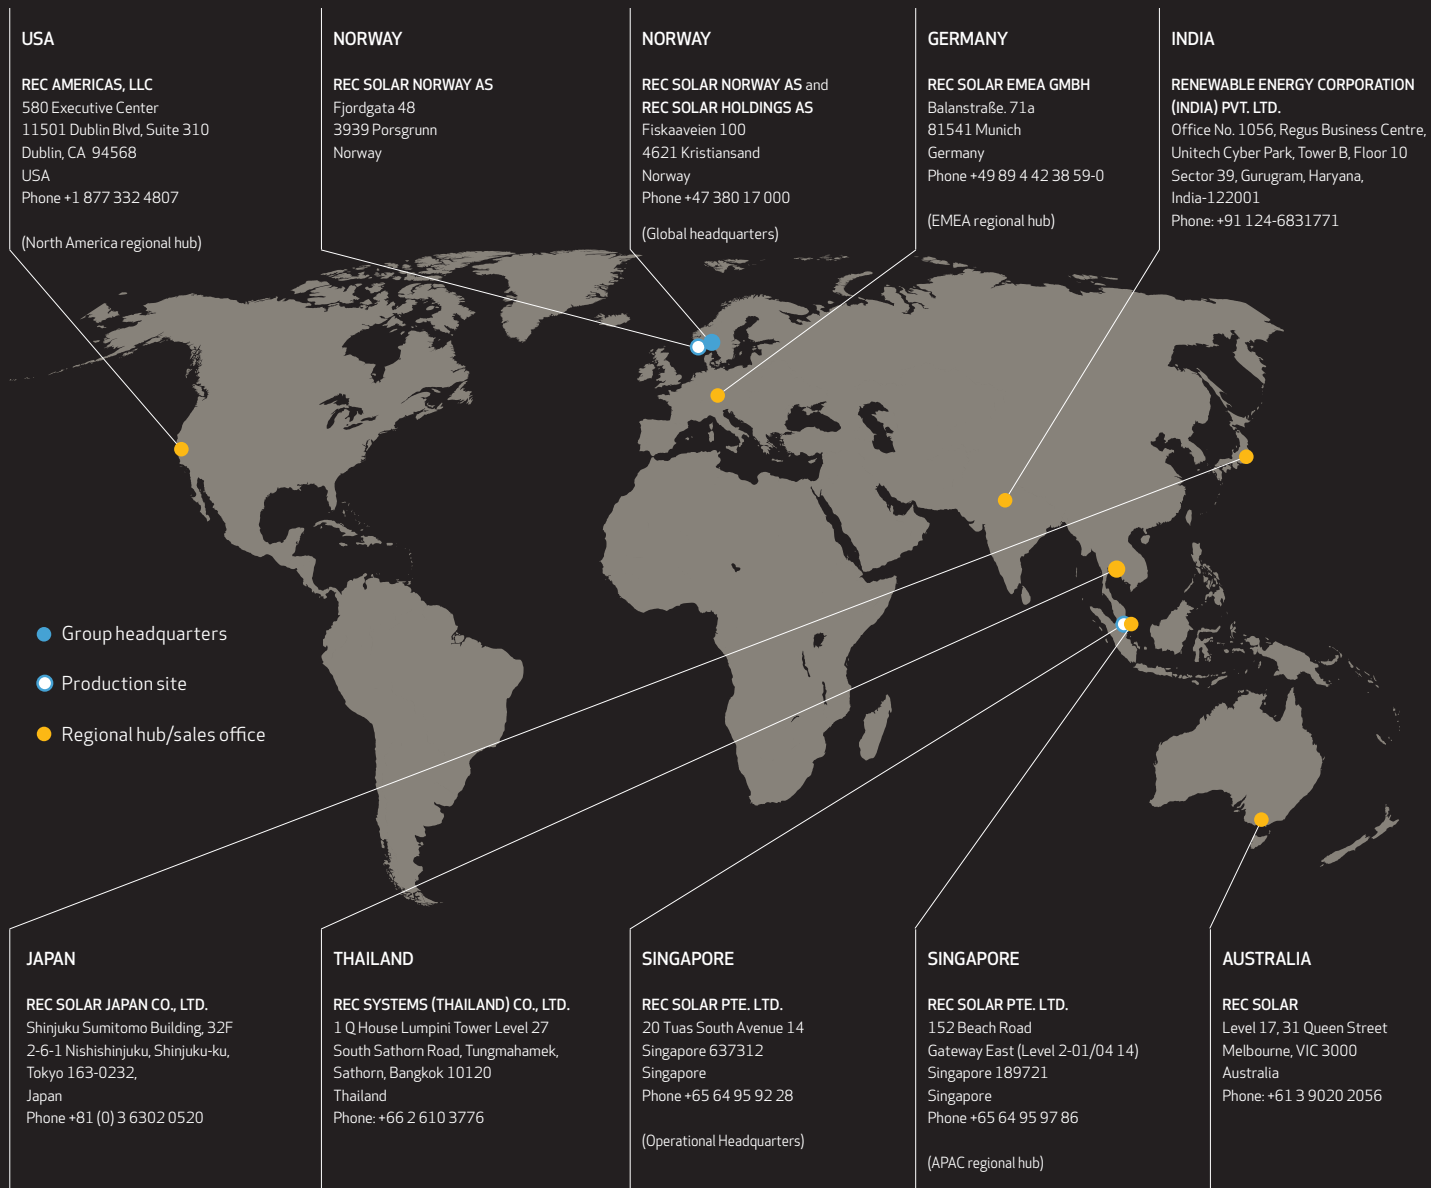 USA
REC AMERICAS, LLC
580 Executive Center
11501 Dublin Blvd, Suite 310
Dublin, CA 94568
USA
Phone +1 877 332 4807
(North America regional hub)
NORWAY
REC SOLAR NORWAY AS
Fjordgata 48
3939 Porsgrunn
Norway
NORWAY
REC SOLAR NORWAY AS and
REC SOLAR HOLDINGS AS
Fiskaaveien 100
4621 Kristiansand
Norway
Phone +47 380 17 000
(Global headquarters)
GERMANY
REC SOLAR EMEA GMBH
Balanstraße. 71a
81541 Munich
Germany
Phone +49 89 4 42 38 59-0
(EMEA regional hub)
INDIA
RENEWABLE ENERGY CORPORATION
(INDIA) PVT. LTD.
Office No. 1056, Regus Business Centre,
Unitech Cyber Park, Tower B, Floor 10
Sector 39, Gurugram, Haryana,
India-122001
Phone: +91 124-6831771
Group headquarters
Production site
Regional hub/sales office
JAPAN
REC SOLAR JAPAN CO., LTD.
Shinjuku Sumitomo Building, 32F
2-6-1 Nishishinjuku, Shinjuku-ku,
Tokyo 163-0232,
Japan
Phone +81 (0) 3 6302 0520
THAILAND
REC SYSTEMS (THAILAND) CO., LTD.
1 Q House Lumpini Tower Level 27
South Sathorn Road, Tungmahamek,
Sathorn, Bangkok 10120
Thailand
Phone: +66 2 610 3776
SINGAPORE
REC SOLAR PTE. LTD.
20 Tuas South Avenue 14
Singapore 637312
Singapore
Phone +65 64 95 92 28
(Operational Headquarters)
SINGAPORE
REC SOLAR PTE. LTD.
152 Beach Road
Gateway East (Level 2-01/04 14)
Singapore 189721
Singapore
Phone +65 64 95 97 86
(APAC regional hub)
AUSTRALIA
REC SOLAR
Level 17, 31 Queen Street
Melbourne, VIC 3000
Australia
Phone: +61 3 9020 2056